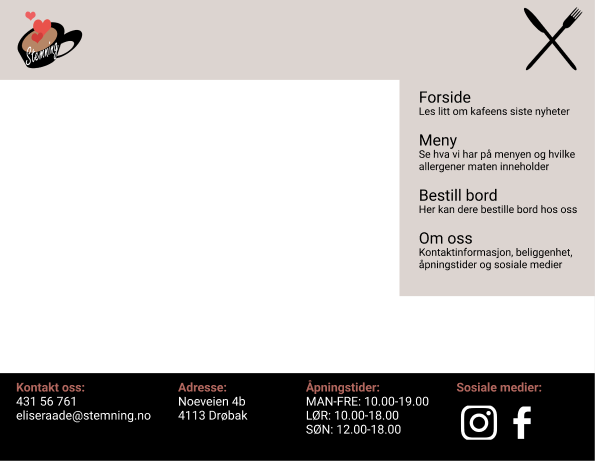 Stemning
Forside
Les litt om kafeens siste nyheter
Meny
Se hva vi har på menyen og hvilke
allergener maten inneholder
Bestill bord
Her kan dere bestille bord hos oss
Om oss
Kontaktinformasjon, beliggenhet,
åpningstider og sosiale medier
Kontakt oss:
431 56 761
eliseraade@stemning.no
Adresse:
Noeveien 4b
4113 Drøbak
Åpningstider:
MAN-FRE: 10.00-19.00
LØR: 10.00-18.00
SØN: 12.00-18.00
Sosiale medier: